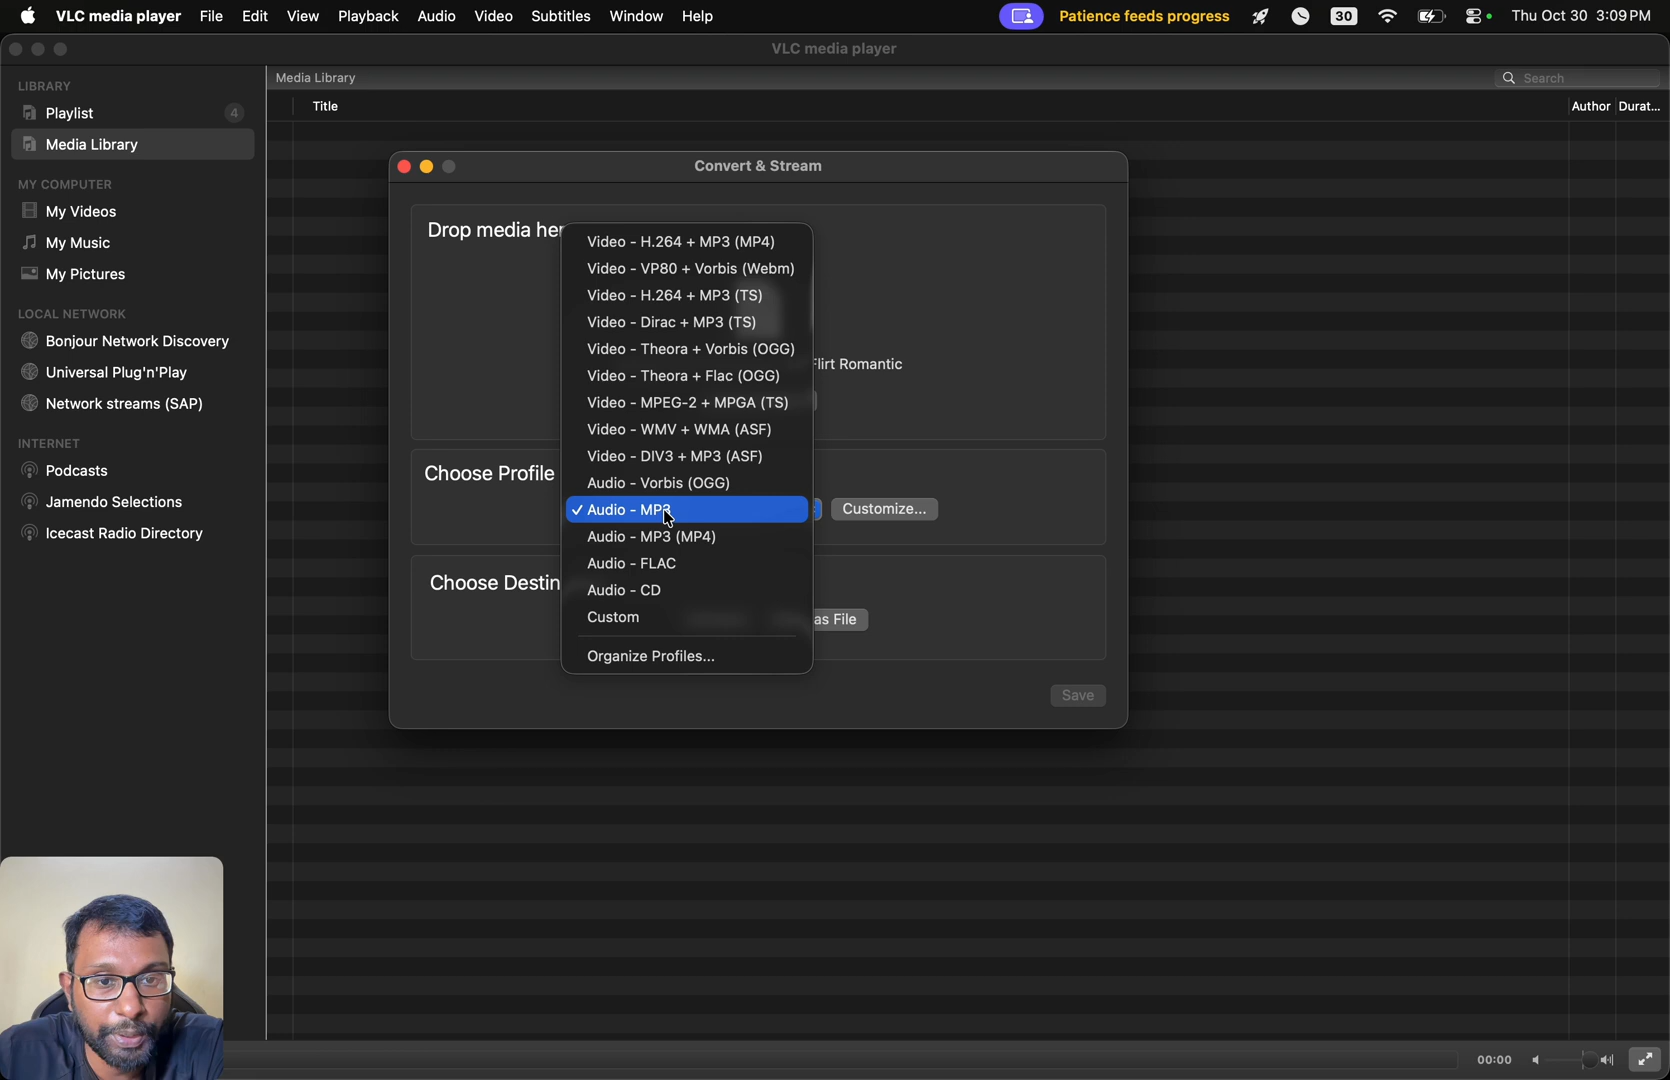 VLC media player File Edit View Playback Audio Video Subtitles Window Help Patience feeds progress 30 Thu Oct 30 3:09 PM
VLC media player
LIBRARY
Playlist 4
Media Library
MY COMPUTER
My Videos
My Music
My Pictures
LOCAL NETWORK
Bonjour Network Discovery
Universal Plug'n'Play
Network streams (SAP)
INTERNET
Podcasts
Jamendo Selections
Icecast Radio Directory
Media Library Search
Title Author Durat...
Convert & Stream
Drop media her
Flirt Romantic
Choose Profile
Customize...
Choose Destin
as File
Save
Video - H.264 + MP3 (MP4)
Video - VP80 + Vorbis (Webm)
Video - H.264 + MP3 (TS)
Video - Dirac + MP3 (TS)
Video - Theora + Vorbis (OGG)
Video - Theora + Flac (OGG)
Video - MPEG-2 + MPGA (TS)
Video - WMV + WMA (ASF)
Video - DIV3 + MP3 (ASF)
Audio - Vorbis (OGG)
✓ Audio - MP3
Audio - MP3 (MP4)
Audio - FLAC
Audio - CD
Custom
Organize Profiles...
00:00